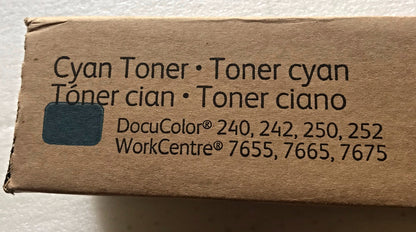 Cyan Toner • Toner cyan
Tóner cian • Toner ciano
DocuColor® 240, 242, 250, 252
WorkCentre® 7655, 7665, 7675